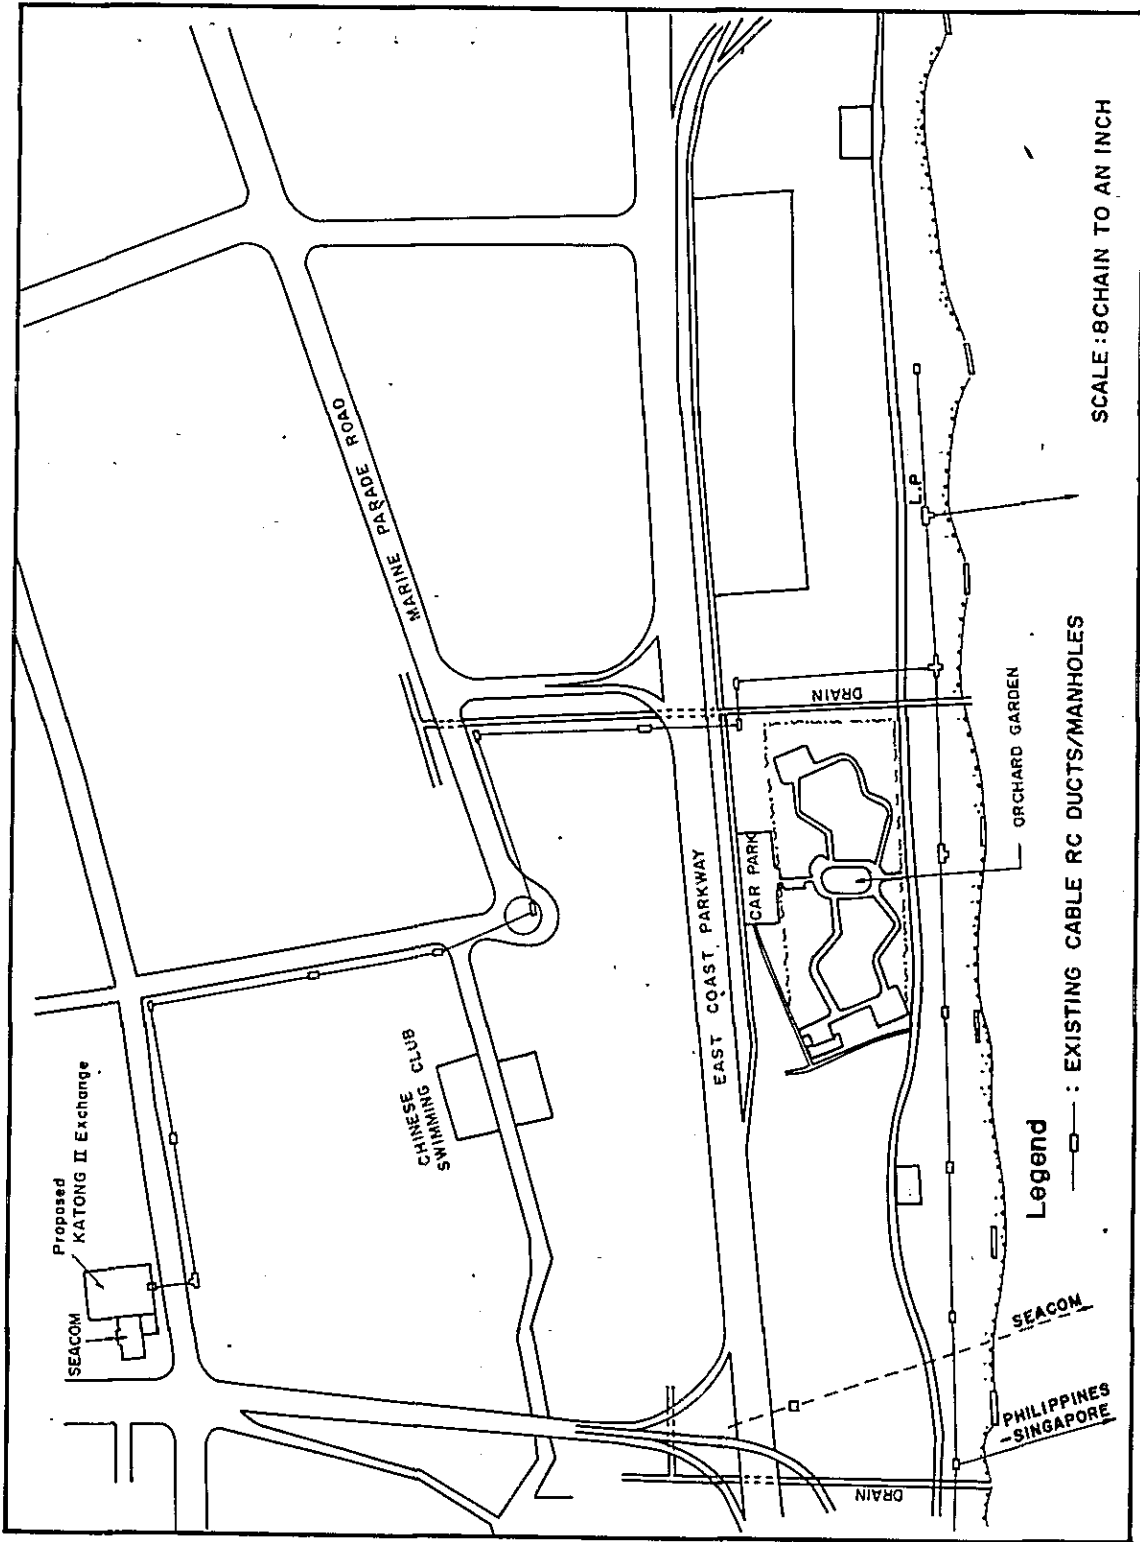 Proposed
KATONG II Exchange
SEACOM
MARINE PARADE ROAD
CHINESE
SWIMMING CLUB
EAST COAST PARKWAY
CAR PARK
DRAIN
L.P
ORCHARD GARDEN
SEACOM
PHILIPPINES
-SINGAPORE
DRAIN
Legend
: EXISTING CABLE RC DUCTS/MANHOLES
SCALE : 8CHAIN TO AN INCH